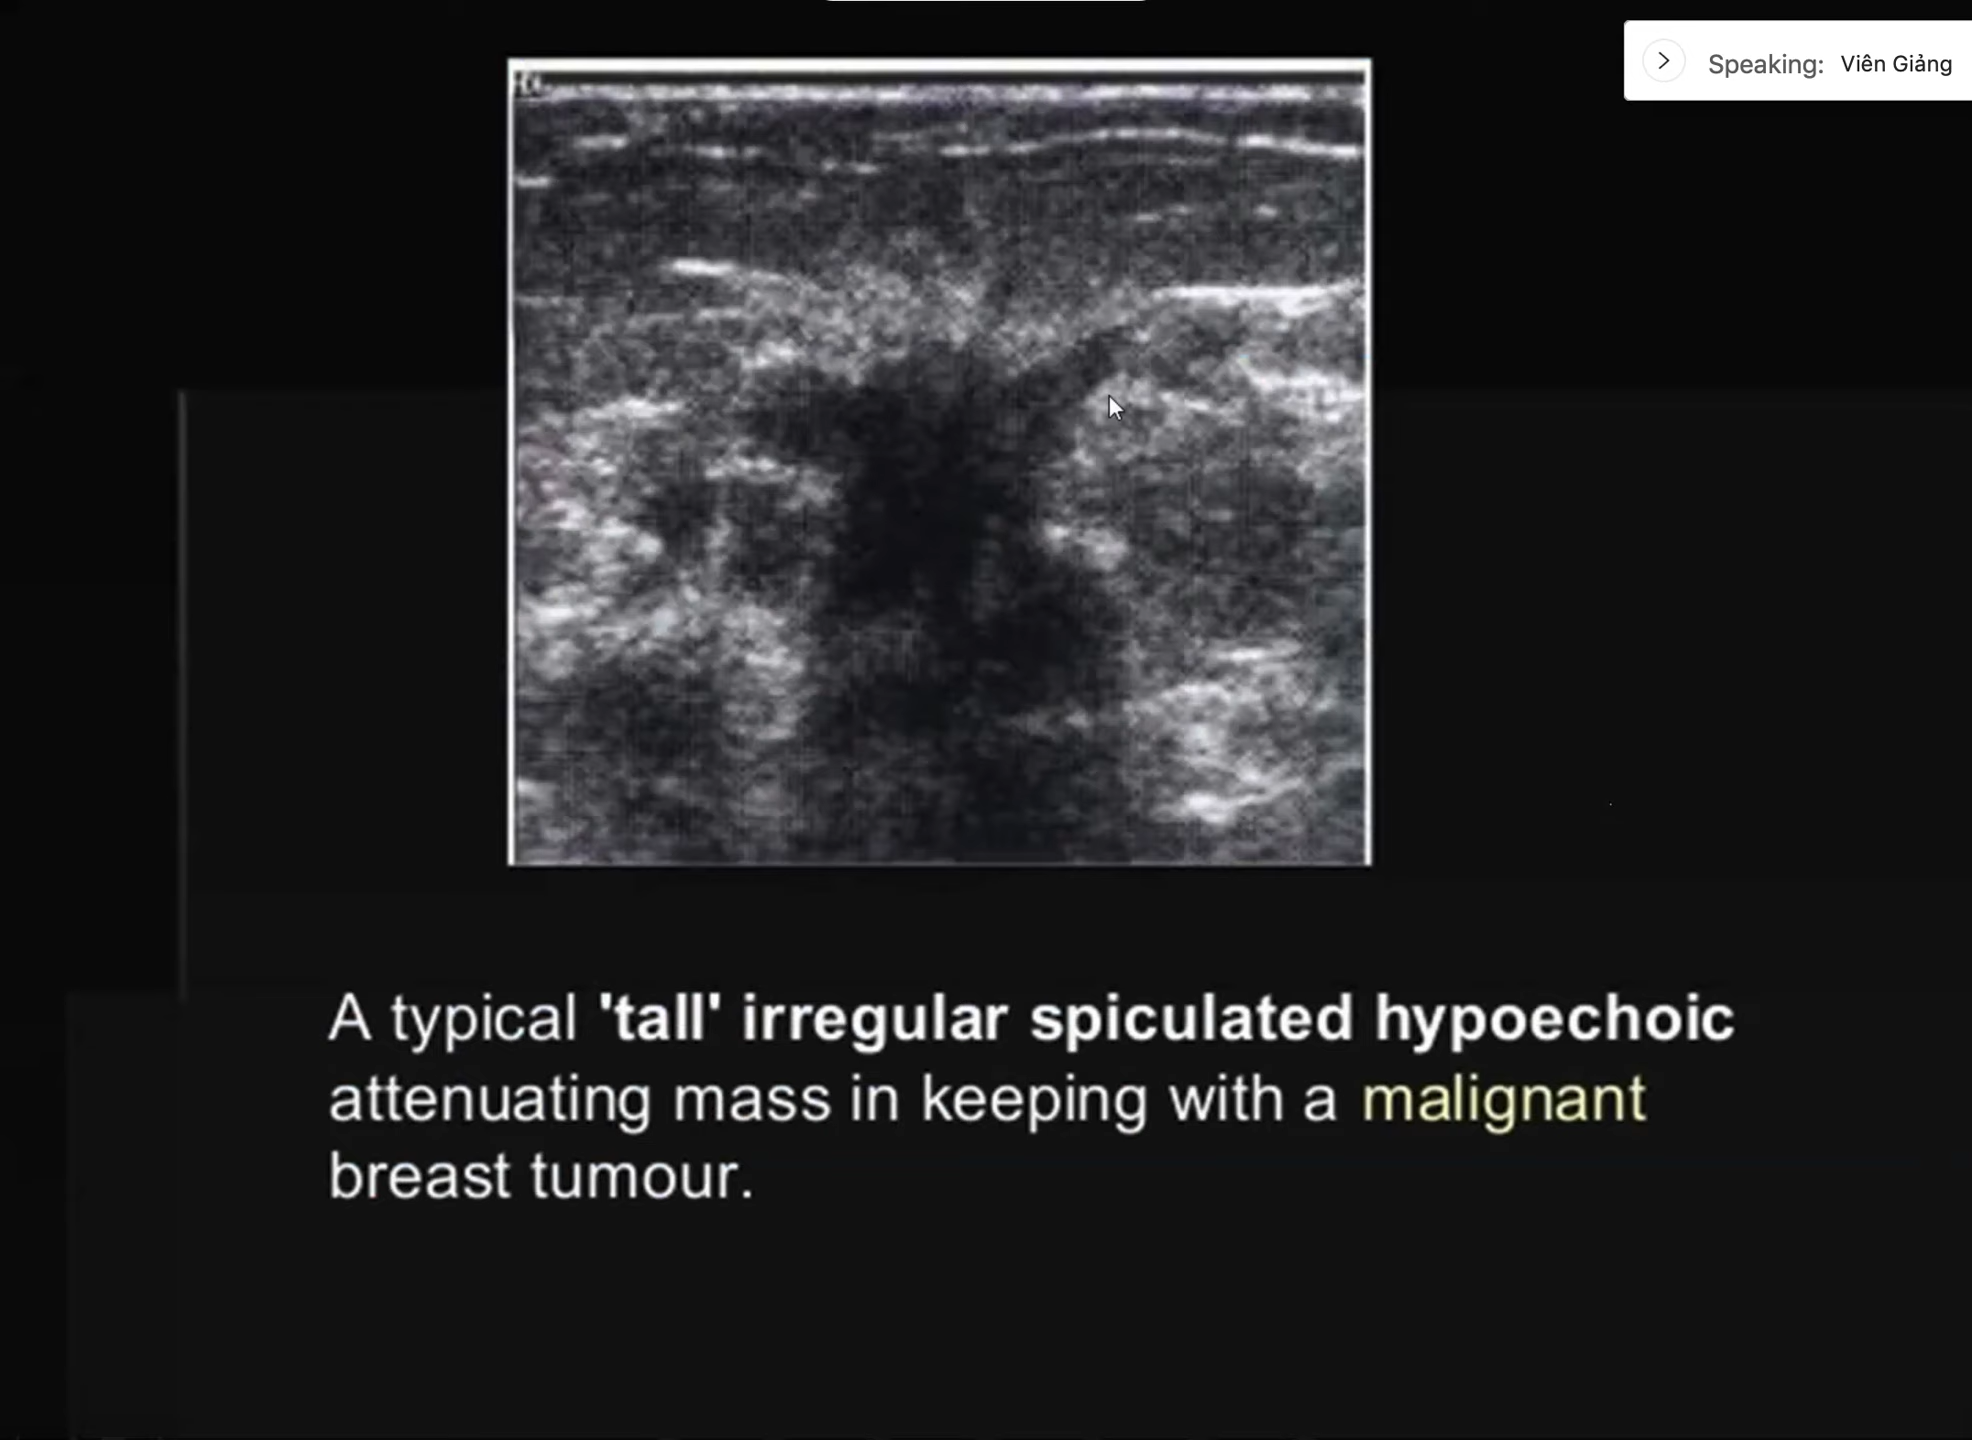 Speaking: Viên Giảng
A typical 'tall' irregular spiculated hypoechoic
attenuating mass in keeping with a malignant
breast tumour.